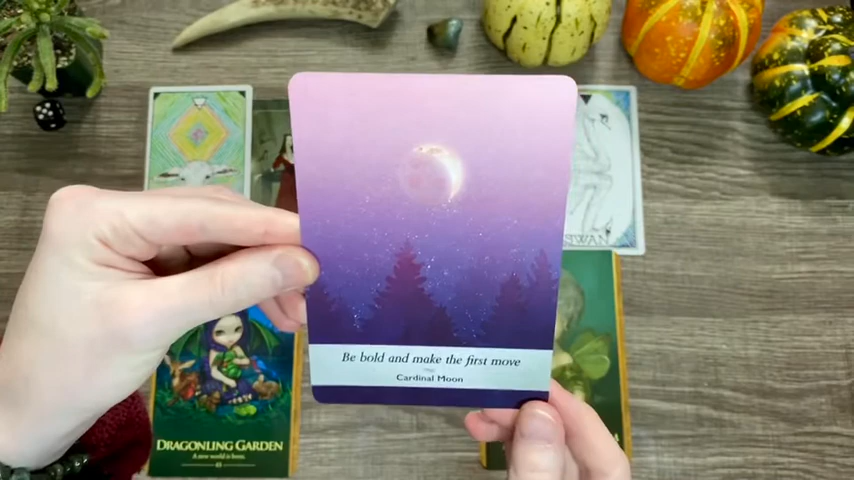 SWAN
Be bold and make the first move
Cardinal Moon
DRAGONLING GARDEN
A new world is born.